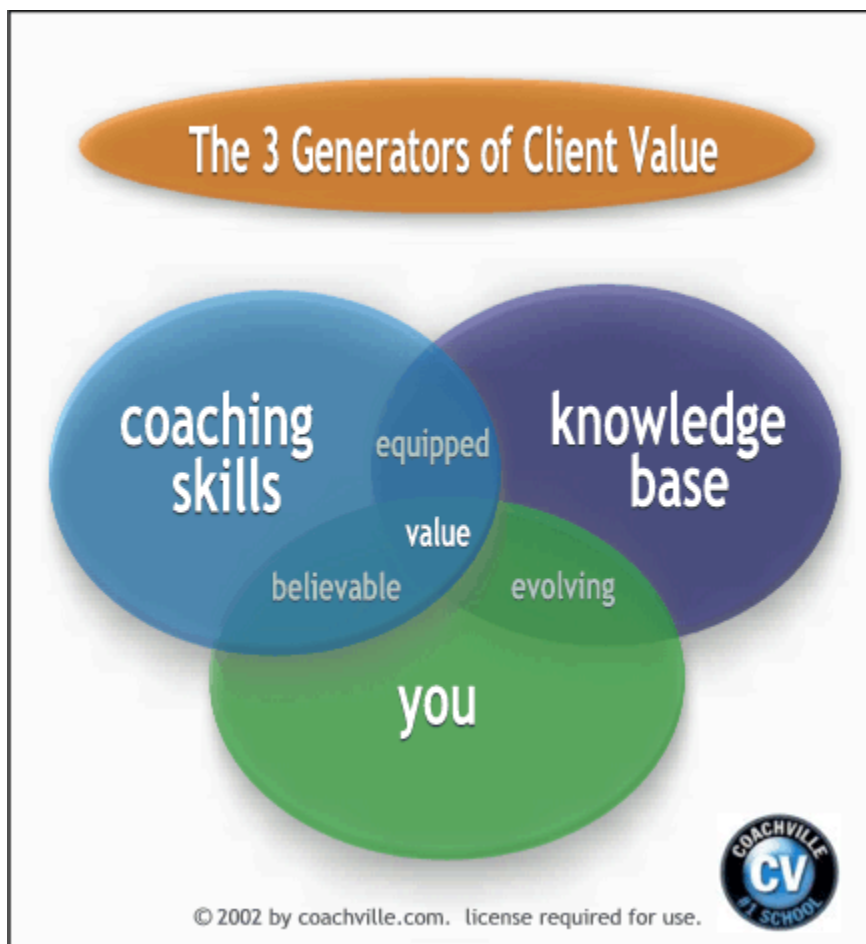 The 3 Generators of Client Value
coaching
skills
knowledge
base
equipped
value
believable
evolving
you
COACHVILLE
CV
#1 SCHOOL
© 2002 by coachville.com. license required for use.